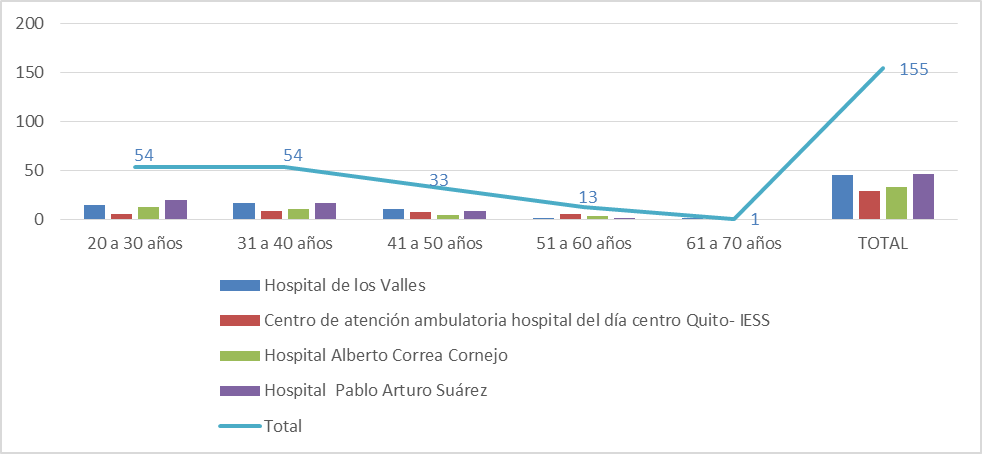 200
150
100
50
0
54
54
33
13
1
155
20 a 30 años
31 a 40 años
41 a 50 años
51 a 60 años
61 a 70 años
TOTAL
Hospital de los Valles
Centro de atención ambulatoria hospital del día centro Quito- IESS
Hospital Alberto Correa Cornejo
Hospital  Pablo Arturo Suárez
Total